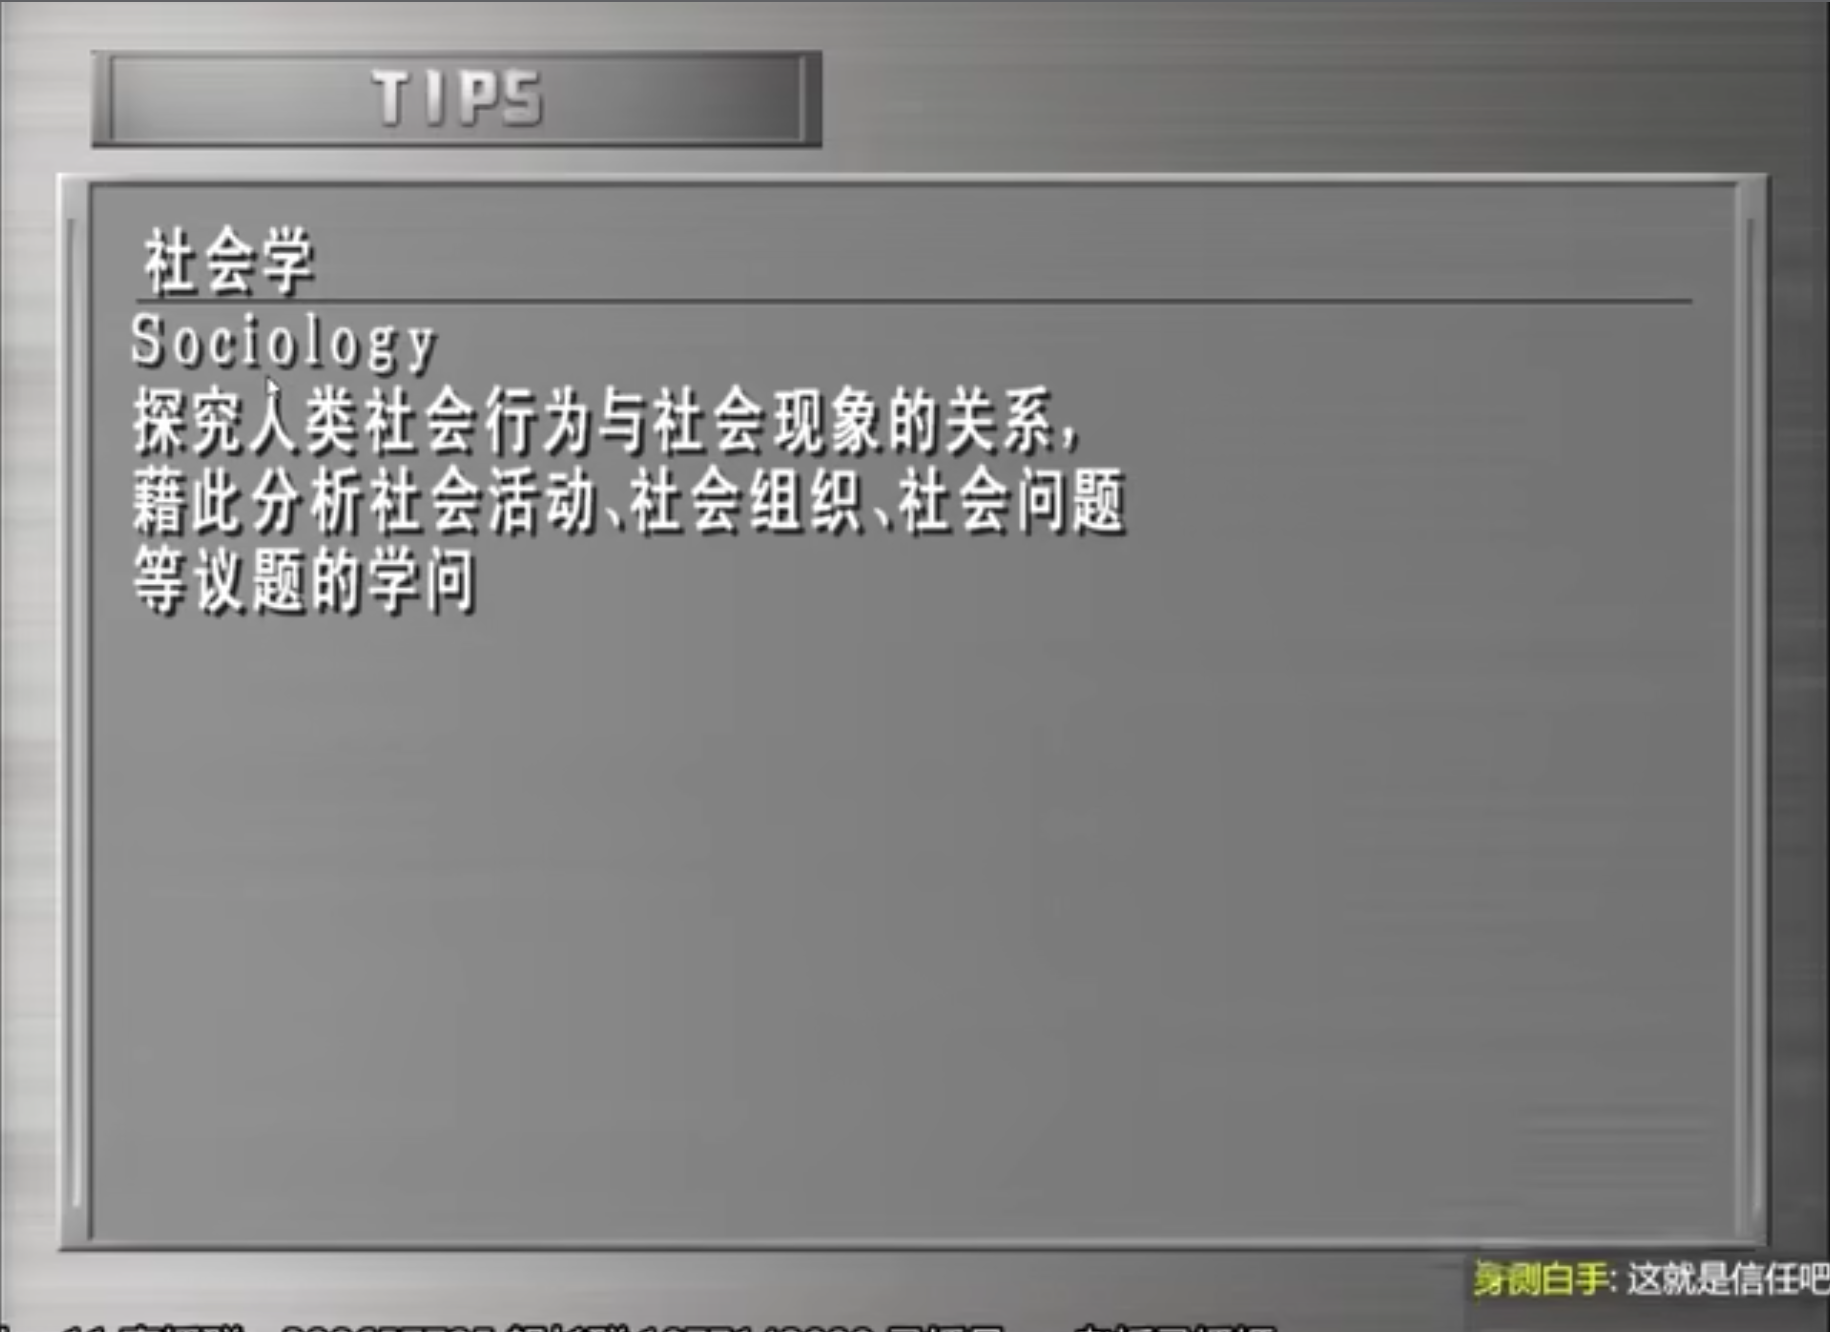 TIPS
社会学
Sociology
探究人类社会行为与社会现象的关系，
藉此分析社会活动、社会组织、社会问题
等议题的学问
身侧白手: 这就是信任吧